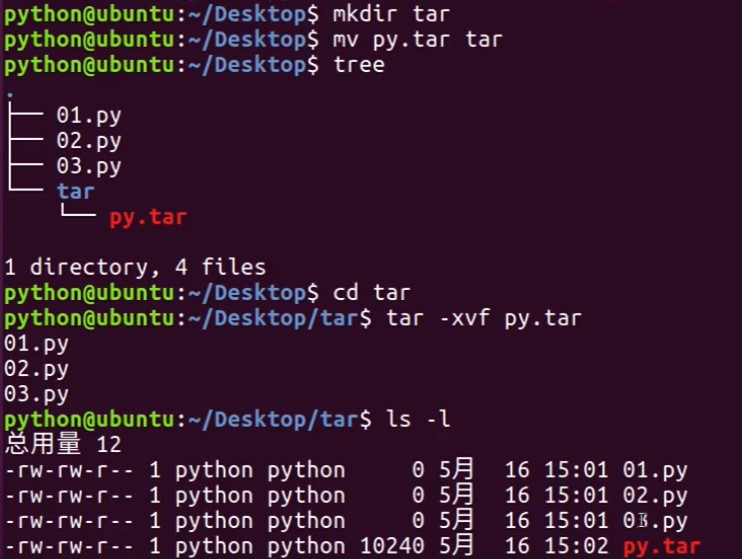 python@ubuntu:~/Desktop$ mkdir tar
python@ubuntu:~/Desktop$ mv py.tar tar
python@ubuntu:~/Desktop$ tree
.
├── 01.py
├── 02.py
├── 03.py
└── tar
    └── py.tar
1 directory, 4 files
python@ubuntu:~/Desktop$ cd tar
python@ubuntu:~/Desktop/tar$ tar -xvf py.tar
01.py
02.py
03.py
python@ubuntu:~/Desktop/tar$ ls -l
总用量 12
-rw-rw-r-- 1 python python     0 5月  16 15:01 01.py
-rw-rw-r-- 1 python python     0 5月  16 15:01 02.py
-rw-rw-r-- 1 python python     0 5月  16 15:01 03.py
-rw-rw-r-- 1 python python 10240 5月  16 15:02 py.tar